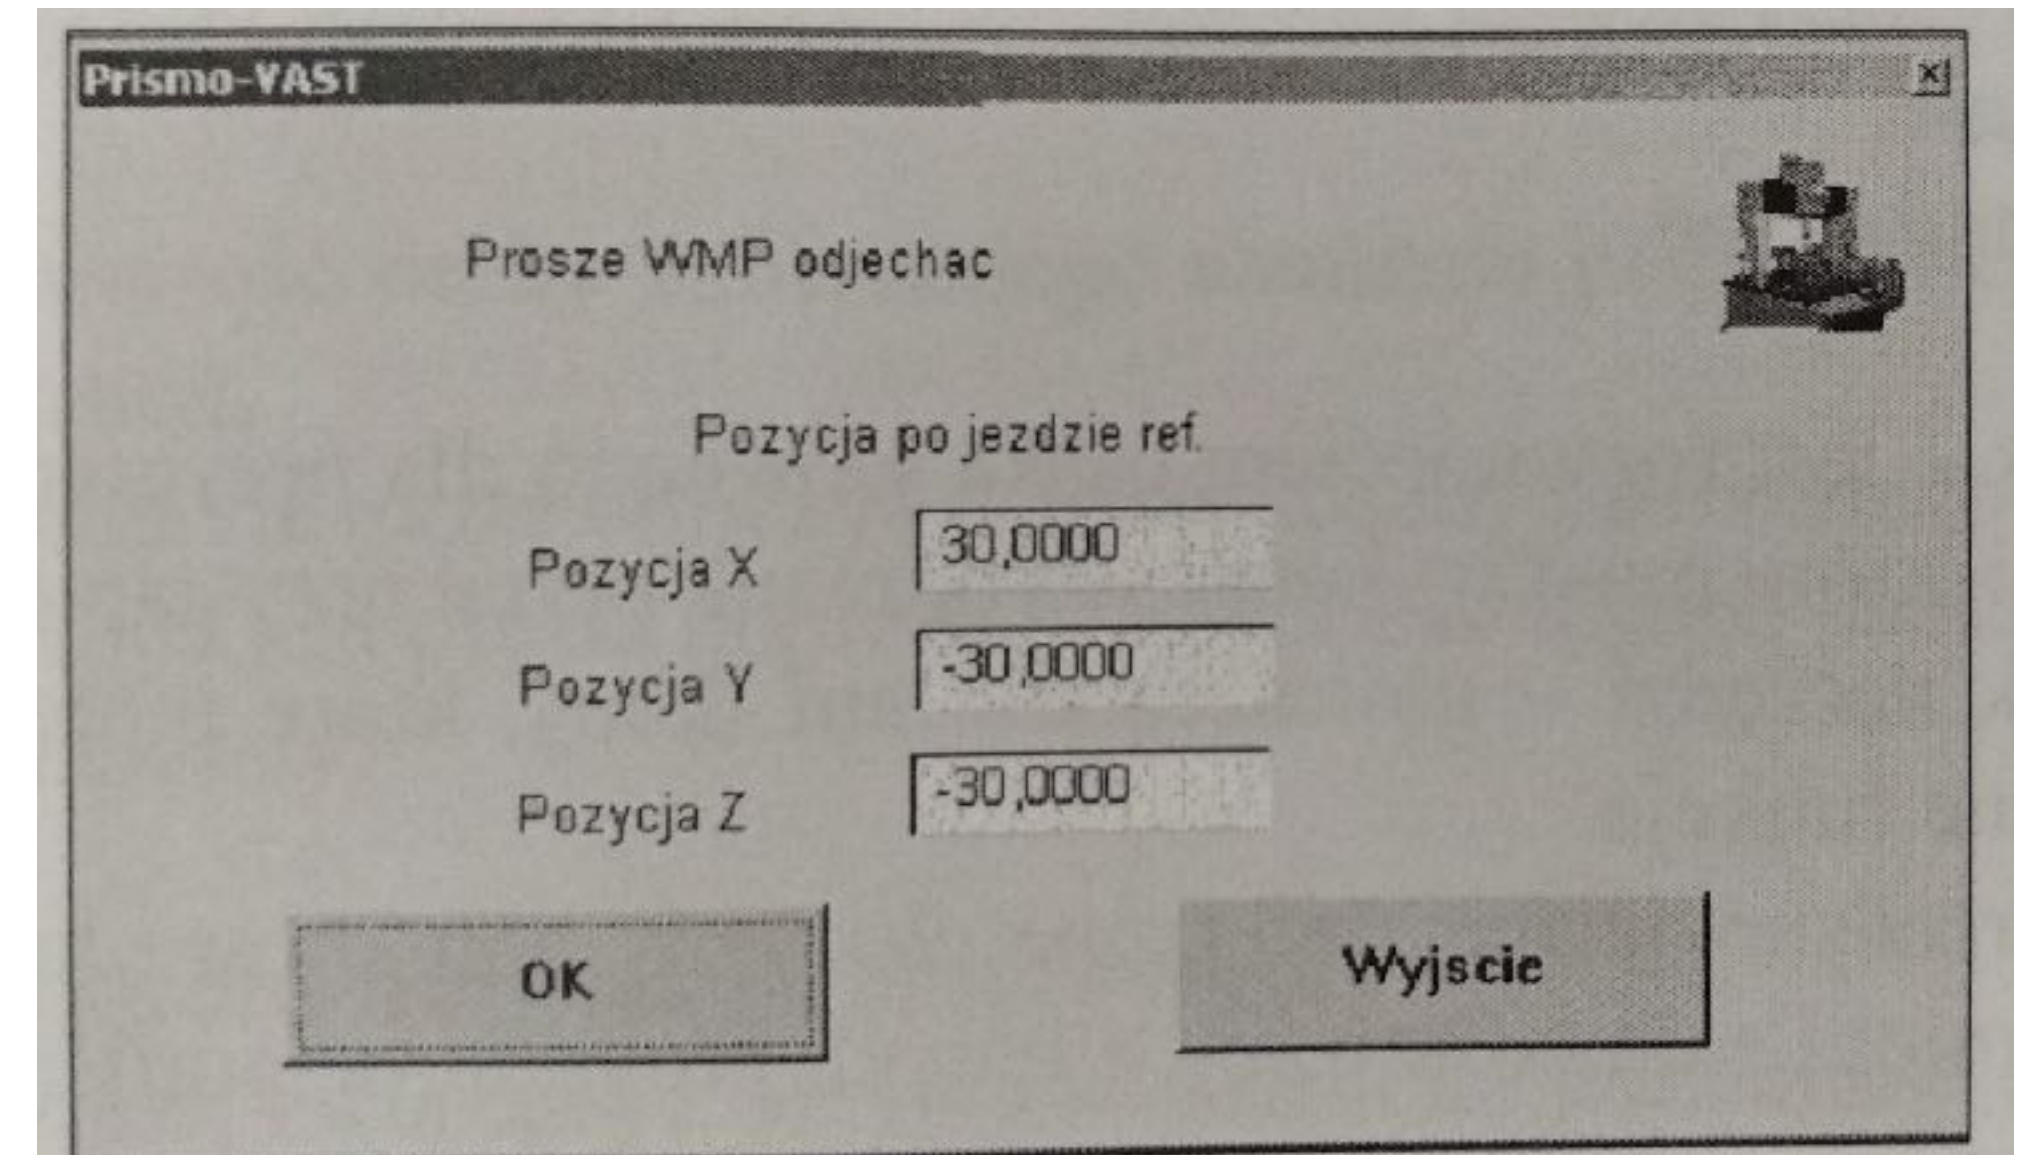 Prismo-VAST
Prosze WMP odjechac
Pozycja po jezdzie ref.
Pozycja X 30,0000
Pozycja Y -30,0000
Pozycja Z -30,0000
OK Wyjscie